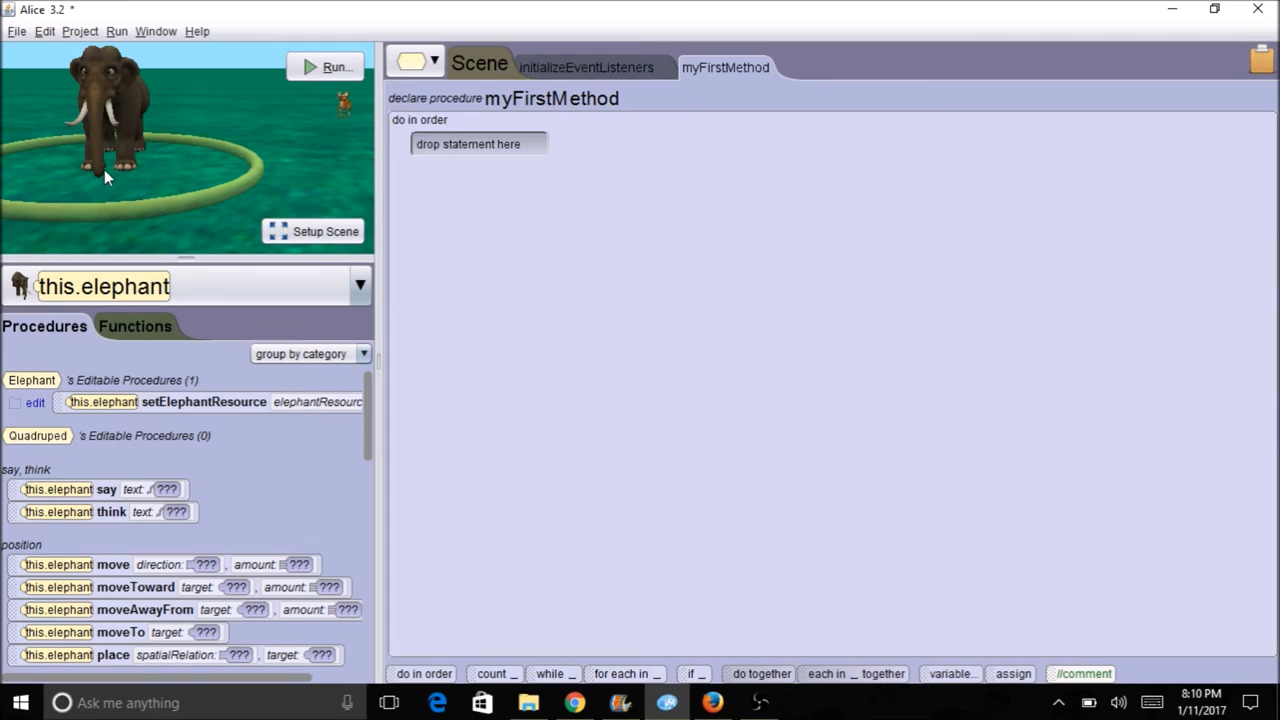 Alice 3.2 *
File Edit Project Run Window Help
Run...
Setup Scene
Scene initializeEventListeners myFirstMethod
declare procedure myFirstMethod
do in order
drop statement here
this.elephant
Procedures Functions
group by category
Elephant 's Editable Procedures (1)
edit this.elephant setElephantResource elephantResourc
Quadruped 's Editable Procedures (0)
say, think
this.elephant say text: ???
this.elephant think text: ???
position
this.elephant move direction: ??? , amount: ???
this.elephant moveToward target: ??? , amount: ???
this.elephant moveAwayFrom target: ??? , amount: ???
this.elephant moveTo target: ???
this.elephant place spatialRelation: ??? , target: ???
do in order count _ while _ for each in _ if _ do together each in _ together variable... assign //comment
Ask me anything
8:10 PM
1/11/2017